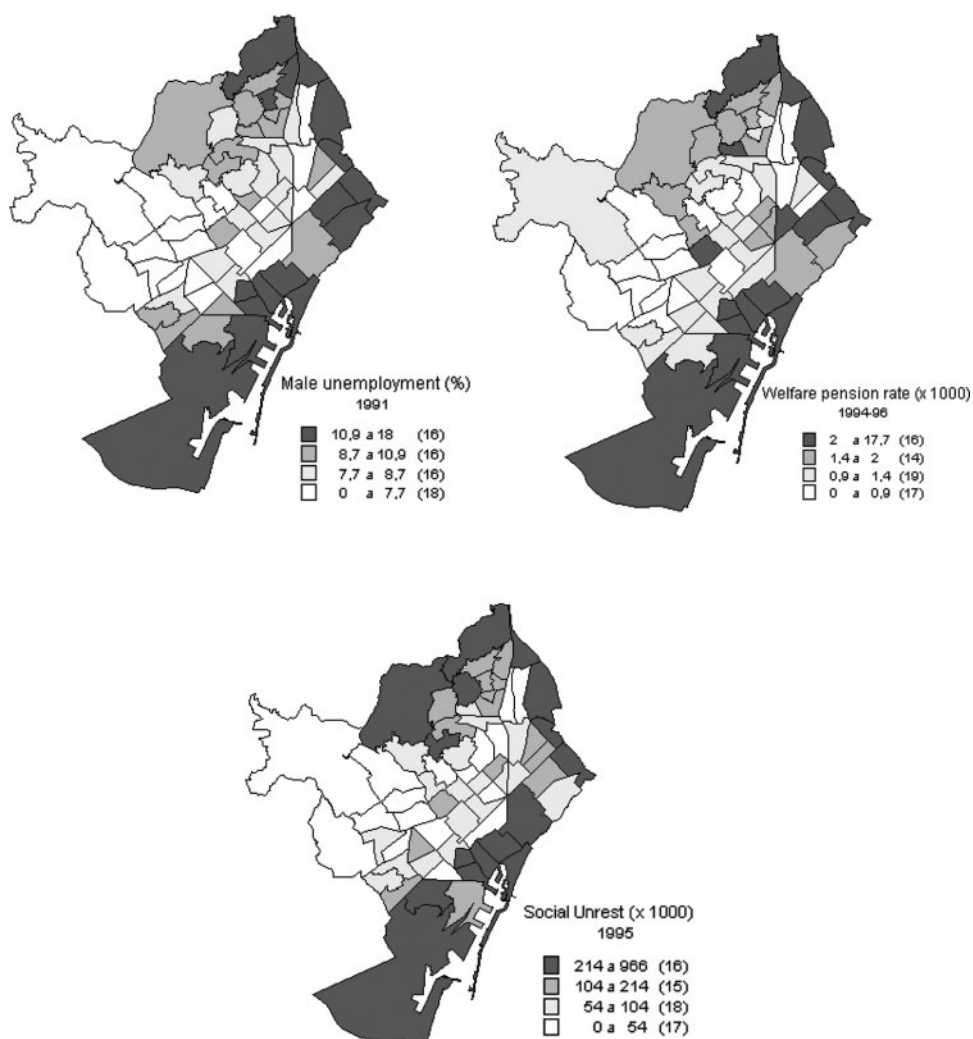 Male unemployment (%)
1991
10,9 a 18 (16)
8,7 a 10,9 (16)
7,7 a 8,7 (16)
0 a 7,7 (18)
Welfare pension rate (x 1000)
1994-96
2 a 17,7 (16)
1,4 a 2 (14)
0,9 a 1,4 (19)
0 a 0,9 (17)
Social Unrest (x 1000)
1995
214 a 966 (16)
104 a 214 (15)
54 a 104 (18)
0 a 54 (17)